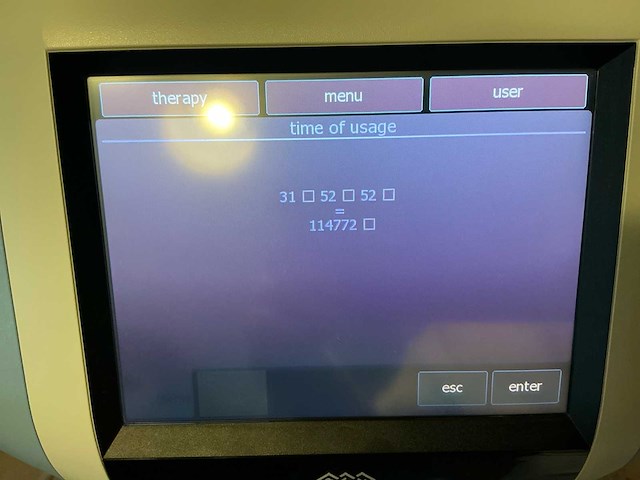 therapy
menu
user
time of usage
31 □ 52 □ 52 □
=
114772 □
esc
enter